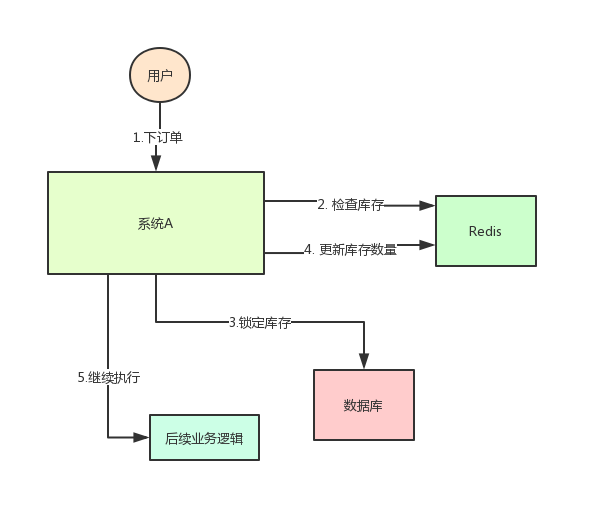 用户
1.下订单
系统A
2. 检查库存
Redis
4. 更新库存数量
3.锁定库存
5.继续执行
数据库
后续业务逻辑